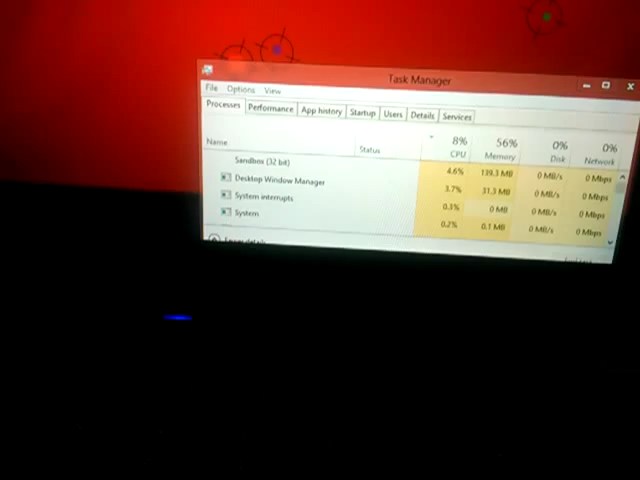 Task Manager
File Options View
Processes Performance App history Startup Users Details Services
8% 56% 0% 0%
Name Status CPU Memory Disk Network
Sandbox (32 bit) 4.6% 139.3 MB 0 MB/s 0 Mbps
Desktop Window Manager 3.7% 31.3 MB 0 MB/s 0 Mbps
System interrupts 0.3% 0 MB 0 MB/s 0 Mbps
System 0.2% 0.1 MB 0 MB/s 0 Mbps